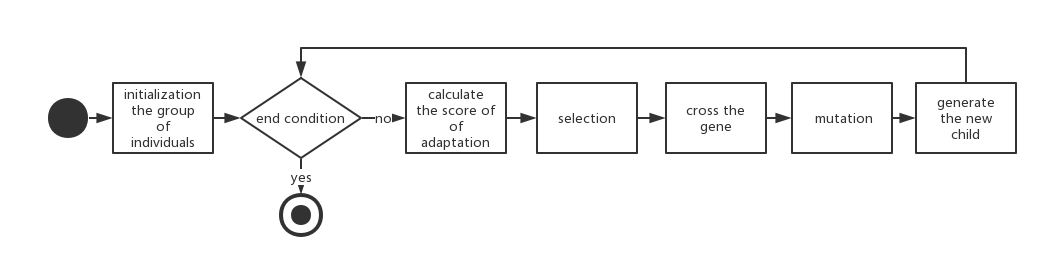 initialization
the group
of
individuals
end condition
no
calculate
the score of
of
adaptation
selection
cross the
gene
mutation
generate
the new
child
yes